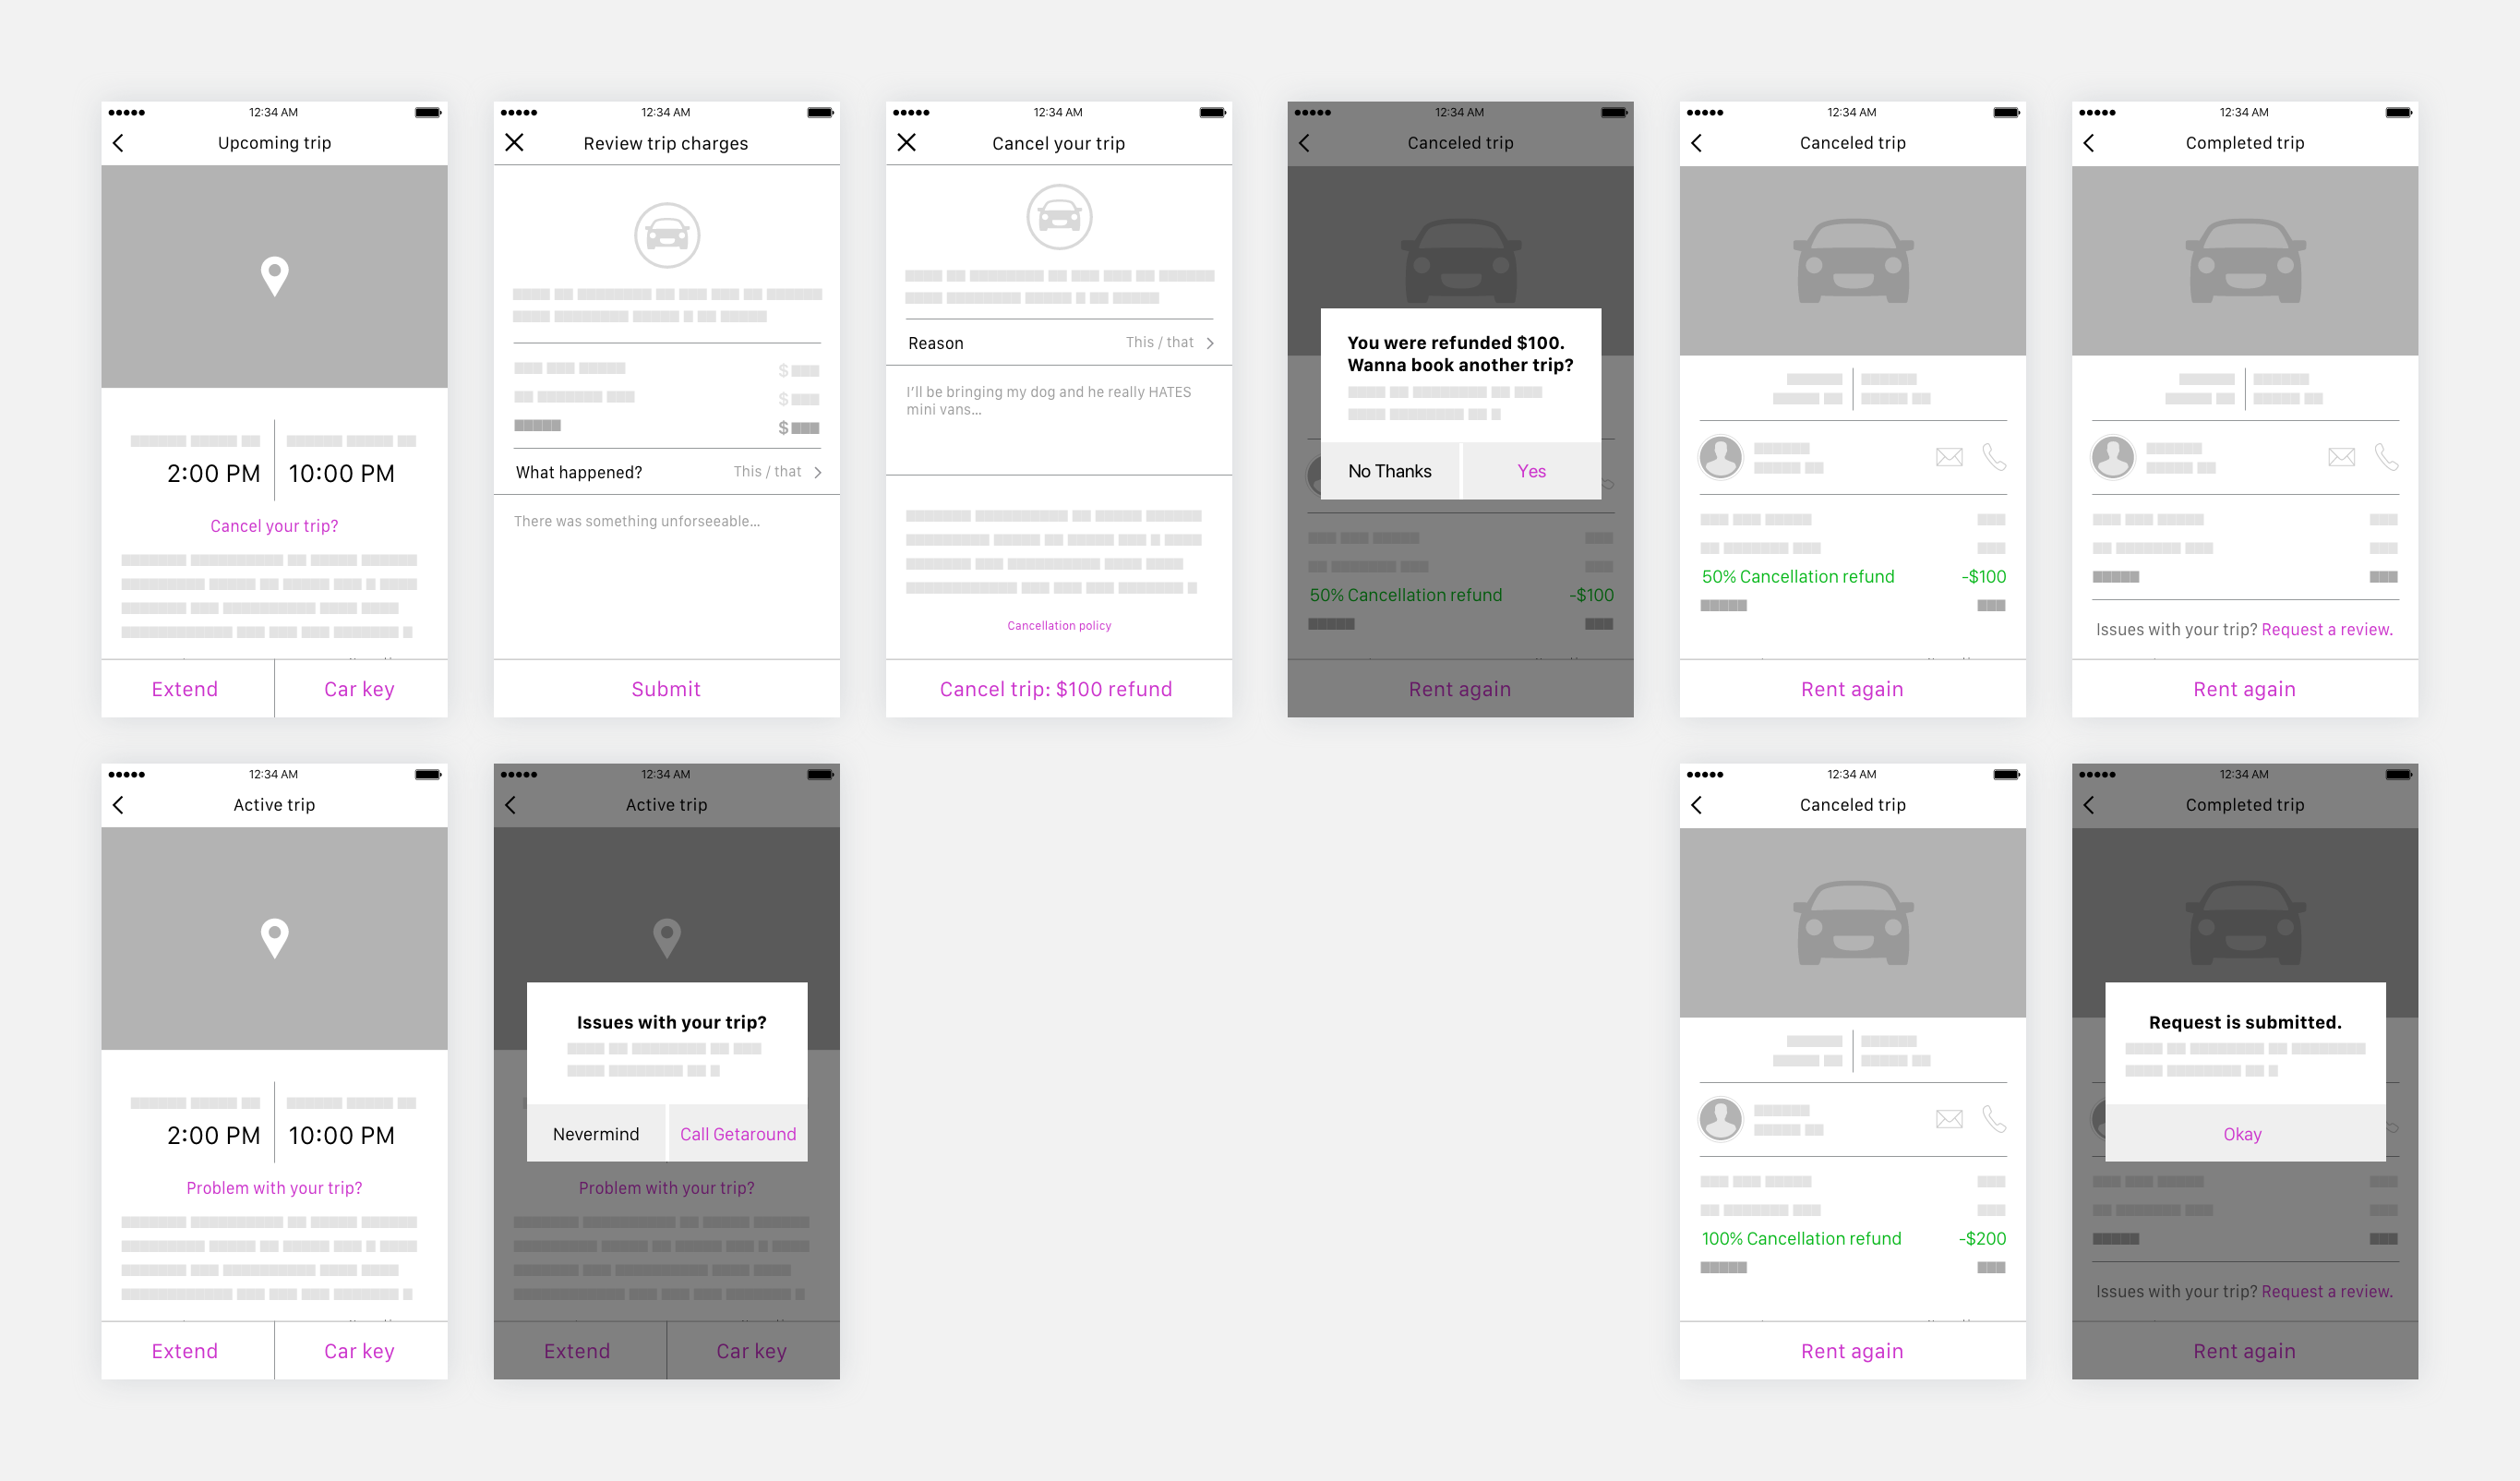 12:34 AM
Upcoming trip
2:00 PM
10:00 PM
Cancel your trip?
Extend
Car key
12:34 AM
Review trip charges
$
$
$
What happened?
This / that
There was something unforseeable...
Submit
12:34 AM
Cancel your trip
Reason
This / that
I'll be bringing my dog and he really HATES
mini vans...
Cancellation policy
Cancel trip: $100 refund
12:34 AM
Canceled trip
You were refunded $100.
Wanna book another trip?
No Thanks
Yes
50% Cancellation refund
-$100
Rent again
12:34 AM
Canceled trip
50% Cancellation refund
-$100
Rent again
12:34 AM
Completed trip
Issues with your trip? Request a review.
Rent again
12:34 AM
Active trip
2:00 PM
10:00 PM
Problem with your trip?
Extend
Car key
12:34 AM
Active trip
Issues with your trip?
Nevermind
Call Getaround
Problem with your trip?
Extend
Car key
12:34 AM
Canceled trip
100% Cancellation refund
-$200
Rent again
12:34 AM
Completed trip
Request is submitted.
Okay
Issues with your trip? Request a review.
Rent again